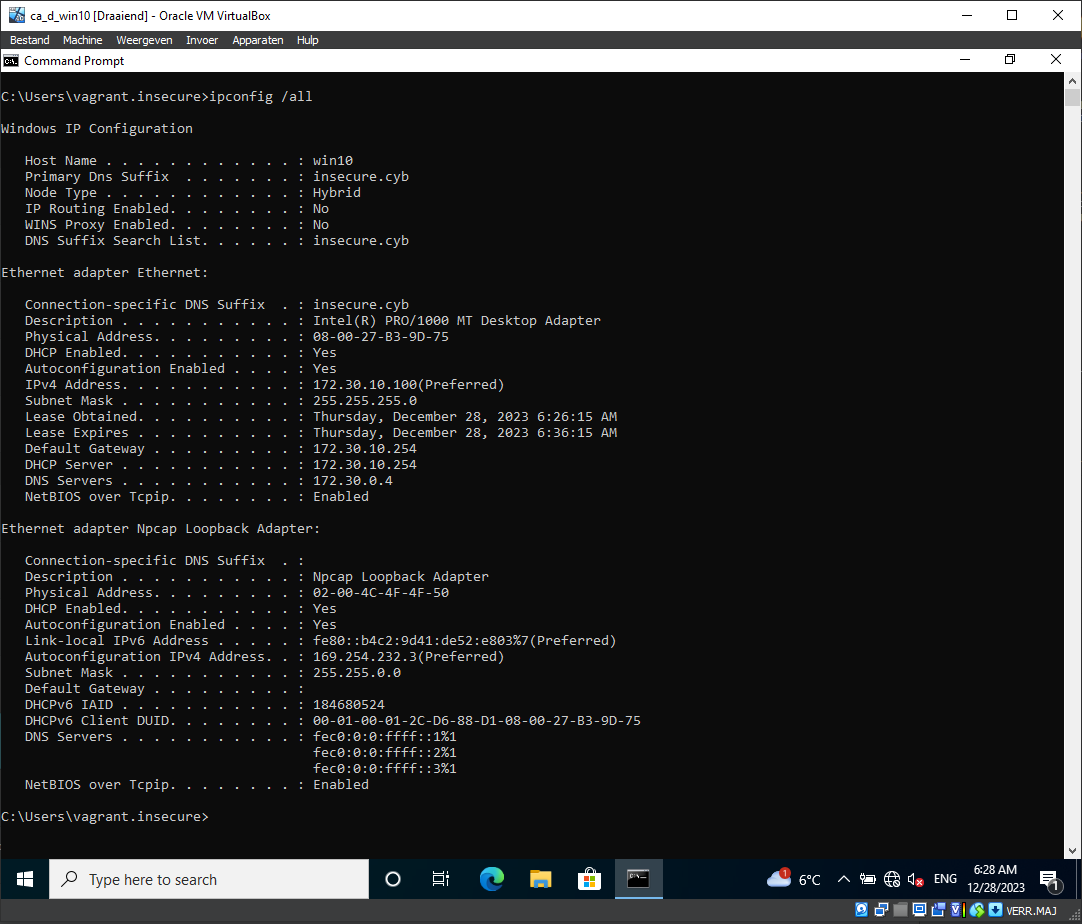 ca_d_win10 [Draaiend] - Oracle VM VirtualBox
Bestand Machine Weergeven Invoer Apparaten Hulp
Command Prompt
C:\Users\vagrant.insecure>ipconfig /all
Windows IP Configuration
Host Name . . . . . . . . . . . . : win10
Primary Dns Suffix  . . . . . . . : insecure.cyb
Node Type . . . . . . . . . . . . : Hybrid
IP Routing Enabled. . . . . . . . : No
WINS Proxy Enabled. . . . . . . . : No
DNS Suffix Search List. . . . . . : insecure.cyb
Ethernet adapter Ethernet:
Connection-specific DNS Suffix  . : insecure.cyb
Description . . . . . . . . . . . : Intel(R) PRO/1000 MT Desktop Adapter
Physical Address. . . . . . . . . : 08-00-27-B3-9D-75
DHCP Enabled. . . . . . . . . . . : Yes
Autoconfiguration Enabled . . . . : Yes
IPv4 Address. . . . . . . . . . . : 172.30.10.100(Preferred)
Subnet Mask . . . . . . . . . . . : 255.255.255.0
Lease Obtained. . . . . . . . . . : Thursday, December 28, 2023 6:26:15 AM
Lease Expires . . . . . . . . . . : Thursday, December 28, 2023 6:36:15 AM
Default Gateway . . . . . . . . . : 172.30.10.254
DHCP Server . . . . . . . . . . . : 172.30.10.254
DNS Servers . . . . . . . . . . . : 172.30.0.4
NetBIOS over Tcpip. . . . . . . . : Enabled
Ethernet adapter Npcap Loopback Adapter:
Connection-specific DNS Suffix  . :
Description . . . . . . . . . . . : Npcap Loopback Adapter
Physical Address. . . . . . . . . : 02-00-4C-4F-4F-50
DHCP Enabled. . . . . . . . . . . : Yes
Autoconfiguration Enabled . . . . : Yes
Link-local IPv6 Address . . . . . : fe80::b4c2:9d41:de52:e803%7(Preferred)
Autoconfiguration IPv4 Address. . : 169.254.232.3(Preferred)
Subnet Mask . . . . . . . . . . . : 255.255.0.0
Default Gateway . . . . . . . . . :
DHCPv6 IAID . . . . . . . . . . . : 184680524
DHCPv6 Client DUID. . . . . . . . : 00-01-00-01-2C-D6-88-D1-08-00-27-B3-9D-75
DNS Servers . . . . . . . . . . . : fec0:0:0:ffff::1%1
fec0:0:0:ffff::2%1
fec0:0:0:ffff::3%1
NetBIOS over Tcpip. . . . . . . . : Enabled
C:\Users\vagrant.insecure>
Type here to search
1
6°C
ENG
6:28 AM
12/28/2023
1
VERR.MAJ